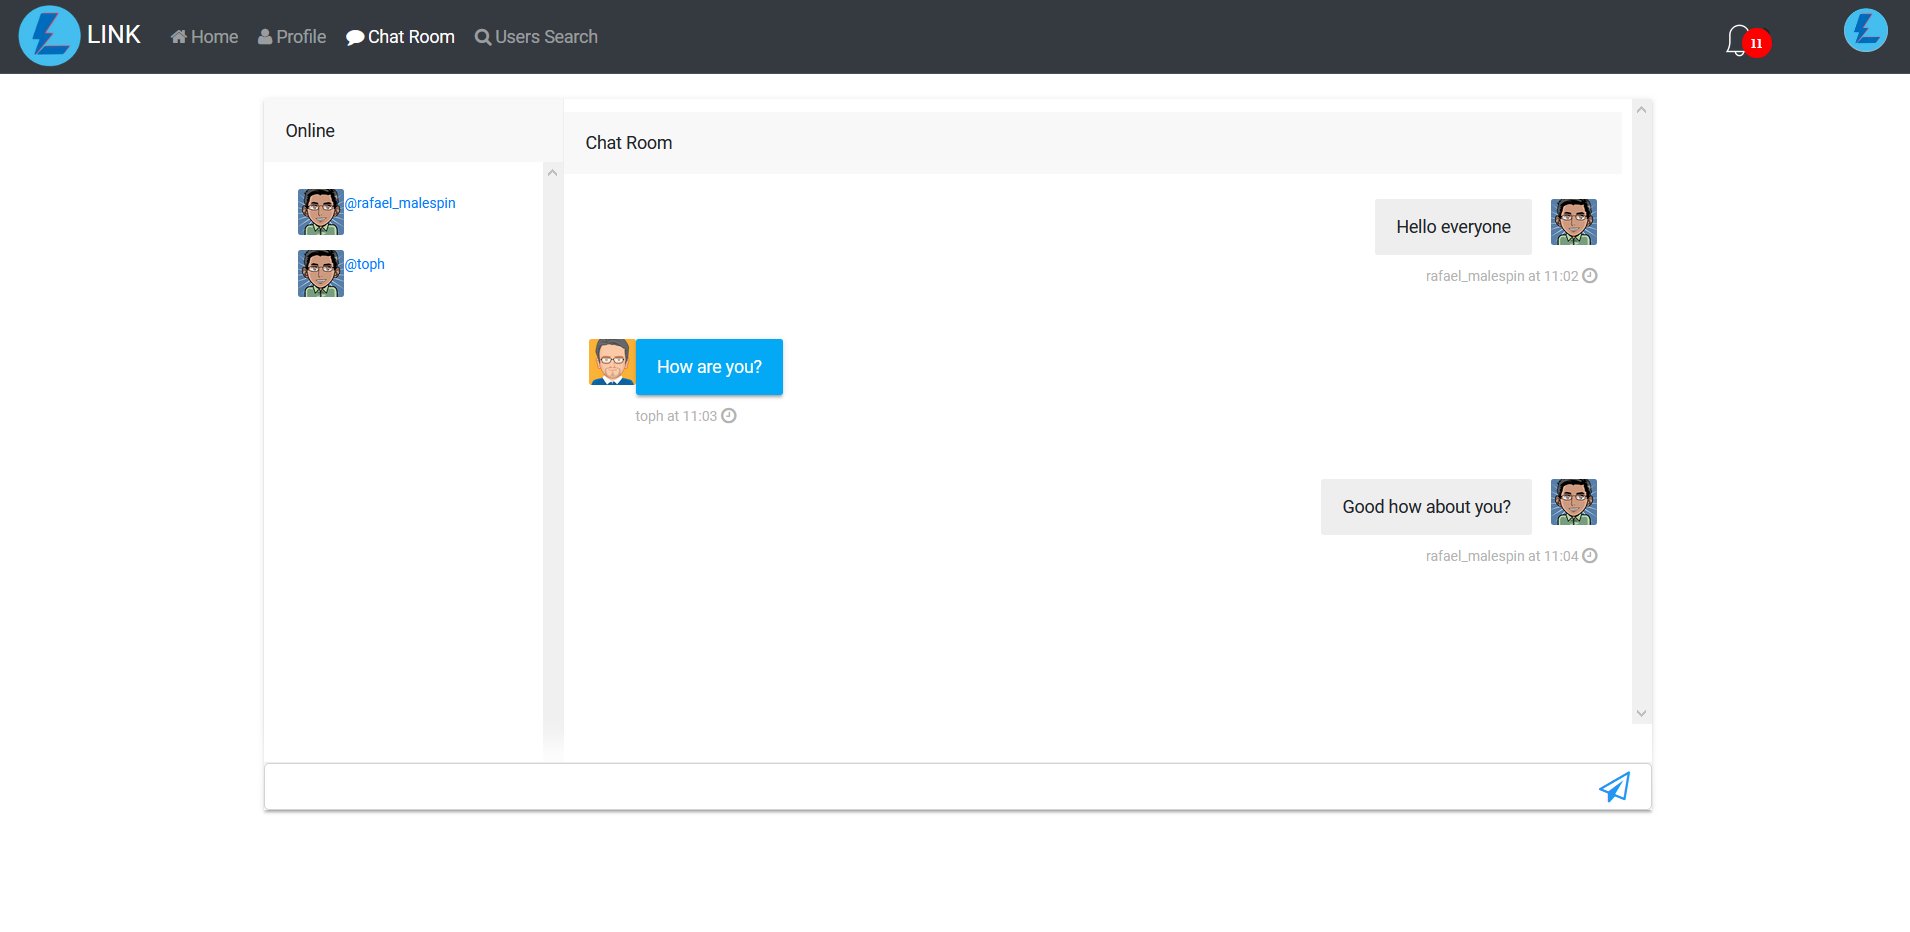 LINK Home Profile Chat Room Users Search 11
Online
@rafael_malespin
@toph
Chat Room
Hello everyone
rafael_malespin at 11:02
How are you?
toph at 11:03
Good how about you?
rafael_malespin at 11:04